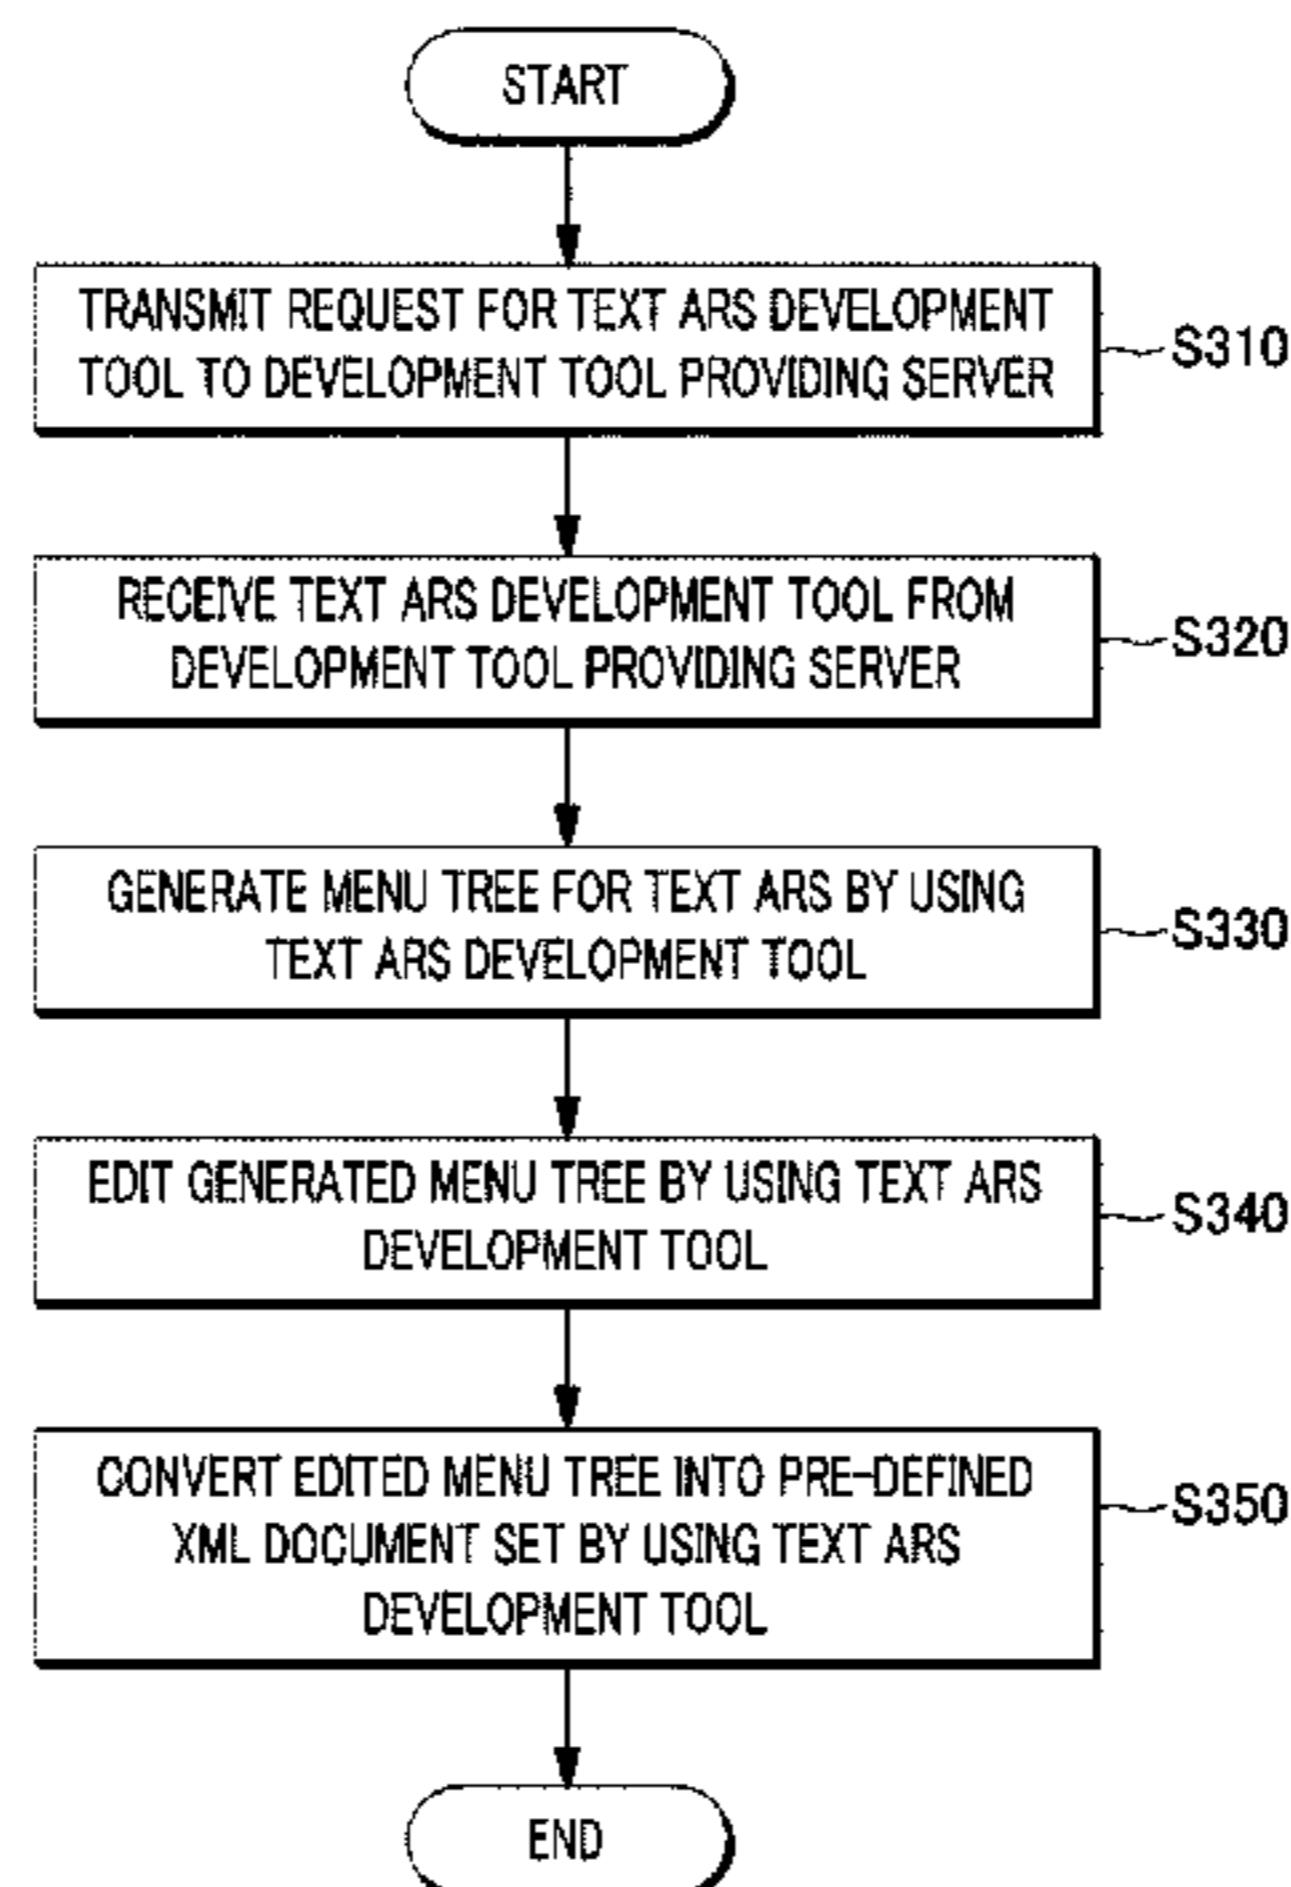 START
TRANSMIT REQUEST FOR TEXT ARS DEVELOPMENT
TOOL TO DEVELOPMENT TOOL PROVIDING SERVER
S310
RECEIVE TEXT ARS DEVELOPMENT TOOL FROM
DEVELOPMENT TOOL PROVIDING SERVER
S320
GENERATE MENU TREE FOR TEXT ARS BY USING
TEXT ARS DEVELOPMENT TOOL
S330
EDIT GENERATED MENU TREE BY USING TEXT ARS
DEVELOPMENT TOOL
S340
CONVERT EDITED MENU TREE INTO PRE-DEFINED
XML DOCUMENT SET BY USING TEXT ARS
DEVELOPMENT TOOL
S350
END